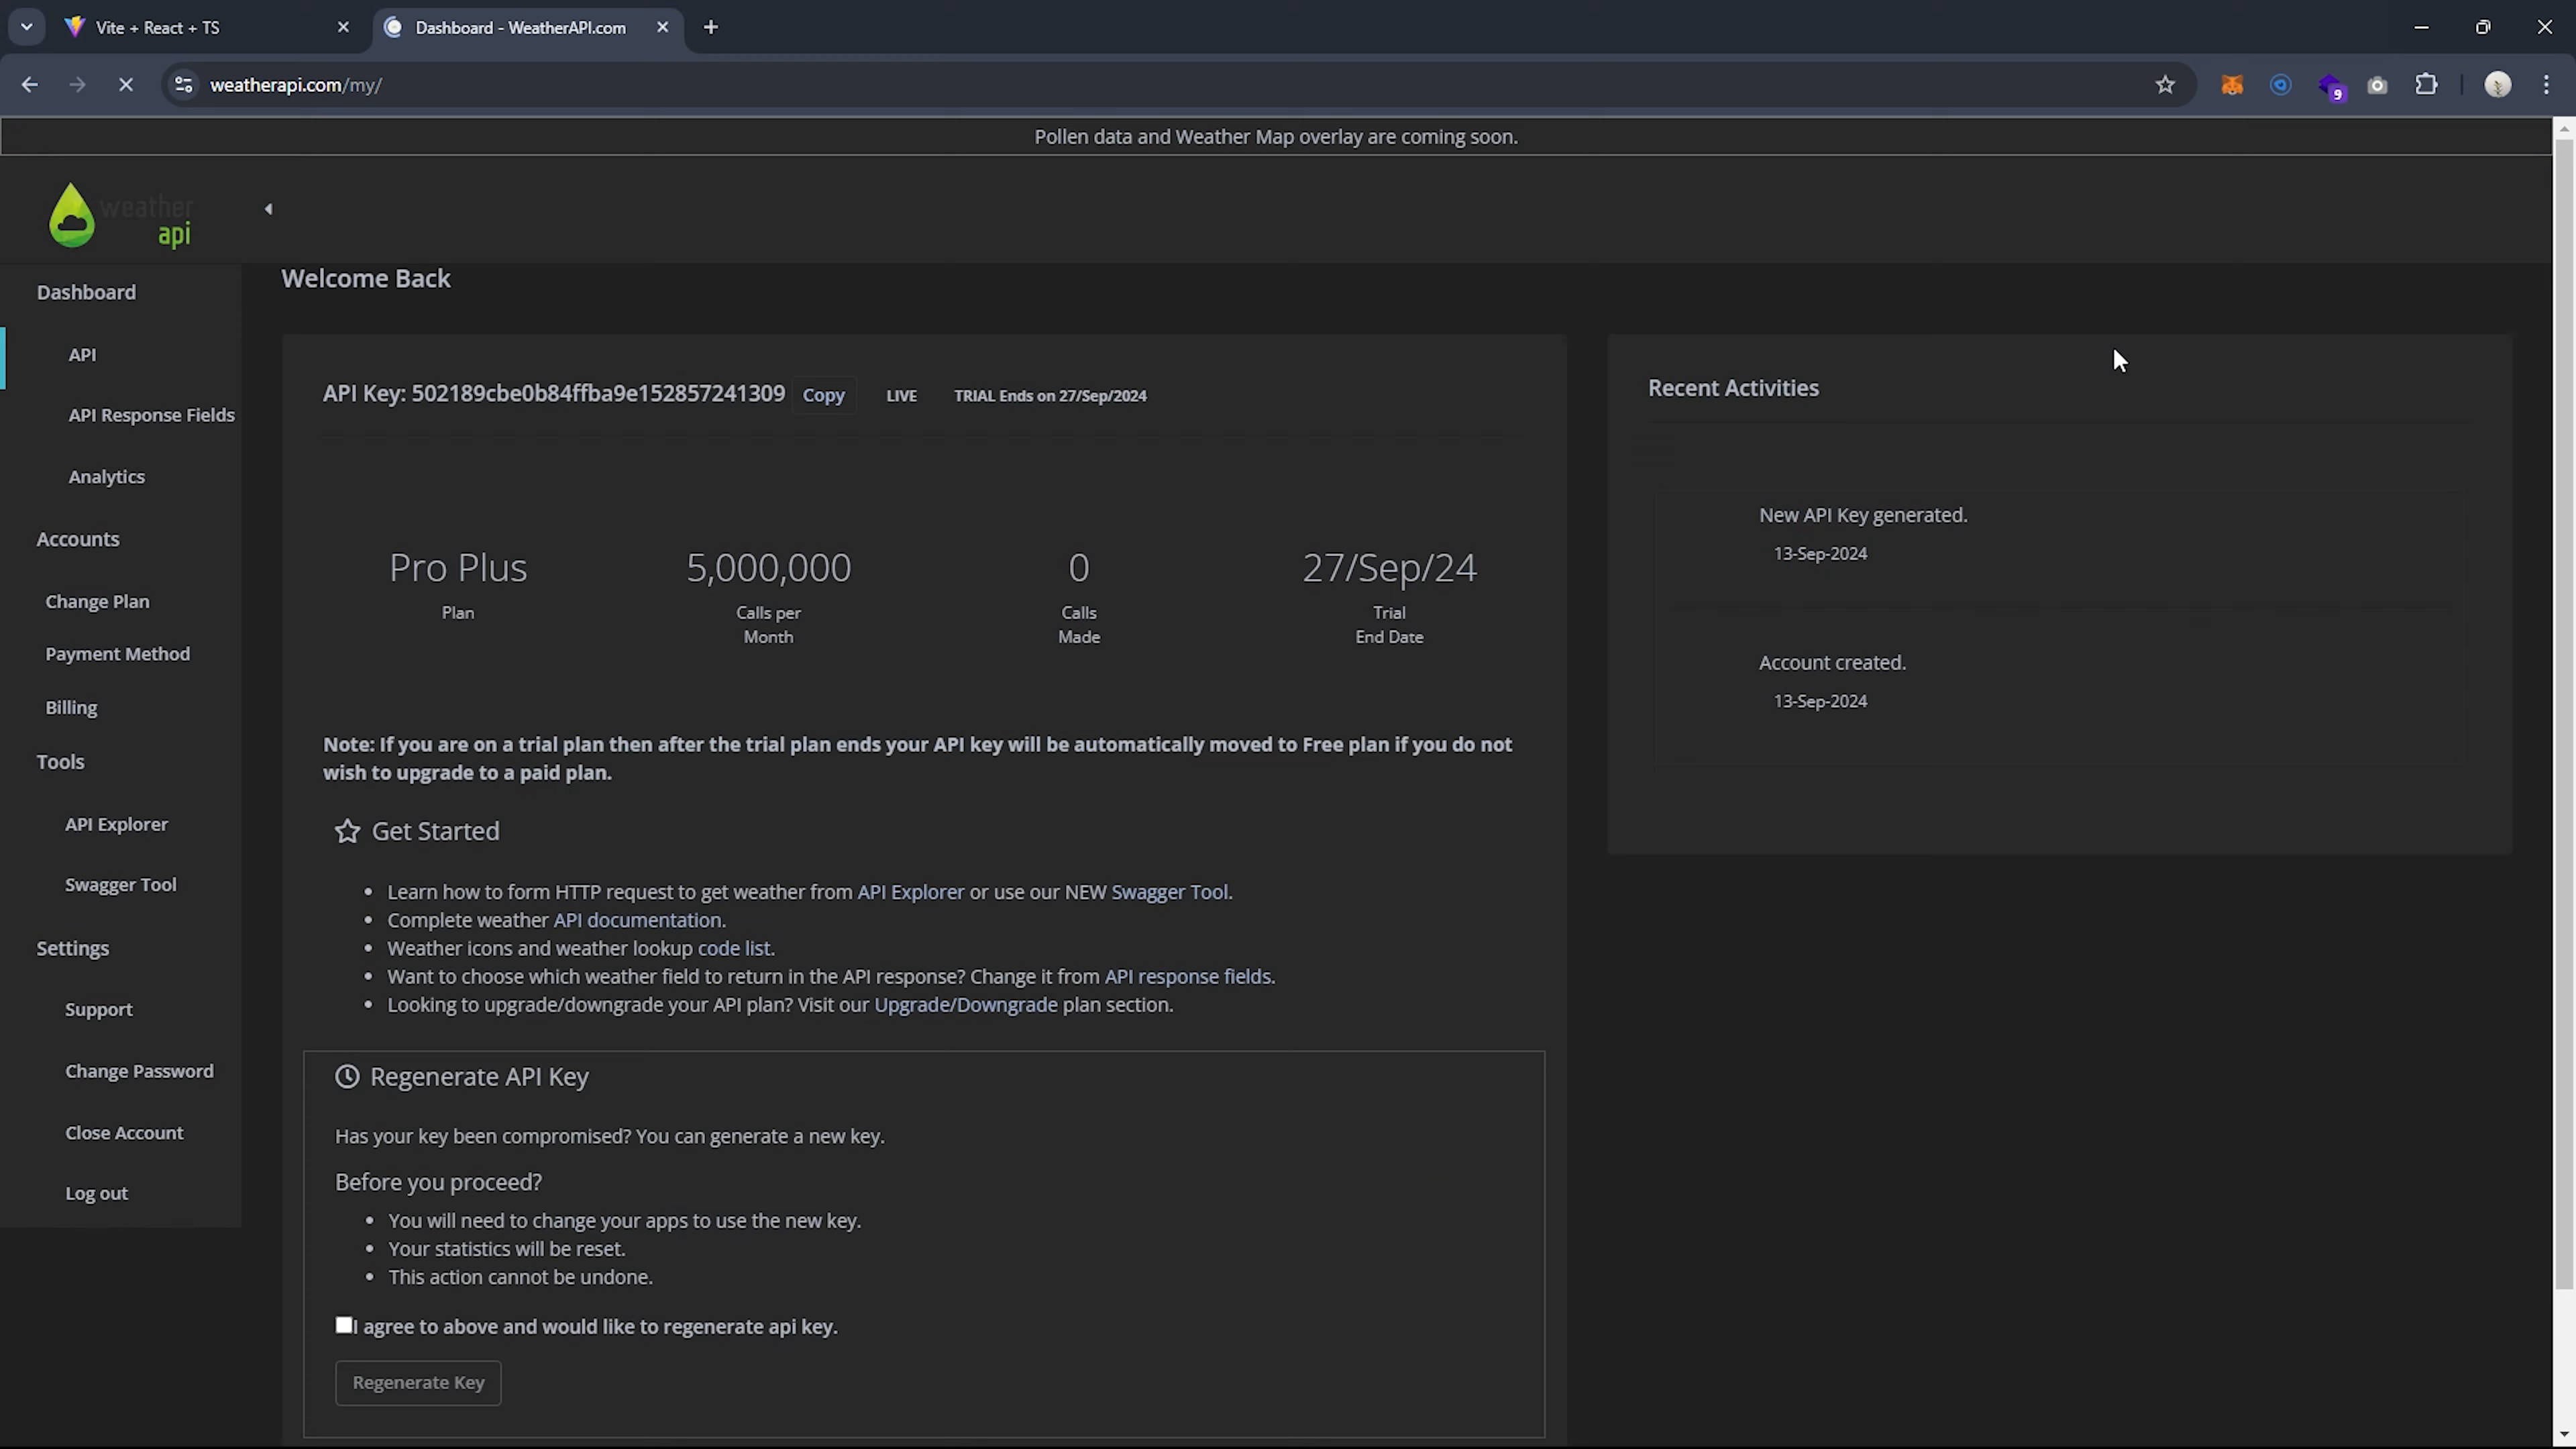 Vite + React + TS
Dashboard - WeatherAPI.com
weatherapi.com/my/
9
Pollen data and Weather Map overlay are coming soon.
weather
api
Dashboard
API
API Response Fields
Analytics
Accounts
Change Plan
Payment Method
Billing
Tools
API Explorer
Swagger Tool
Settings
Support
Change Password
Close Account
Log out
Welcome Back
API Key: 502189cbe0b84ffba9e152857241309 Copy LIVE TRIAL Ends on 27/Sep/2024
Pro Plus 5,000,000 0 27/Sep/24
Plan Calls per Calls Trial
Month Made End Date
Note: If you are on a trial plan then after the trial plan ends your API key will be automatically moved to Free plan if you do not
wish to upgrade to a paid plan.
Get Started
• Learn how to form HTTP request to get weather from API Explorer or use our NEW Swagger Tool.
• Complete weather API documentation.
• Weather icons and weather lookup code list.
• Want to choose which weather field to return in the API response? Change it from API response fields.
• Looking to upgrade/downgrade your API plan? Visit our Upgrade/Downgrade plan section.
Regenerate API Key
Has your key been compromised? You can generate a new key.
Before you proceed?
• You will need to change your apps to use the new key.
• Your statistics will be reset.
• This action cannot be undone.
I agree to above and would like to regenerate api key.
Regenerate Key
Recent Activities
New API Key generated.
13-Sep-2024
Account created.
13-Sep-2024